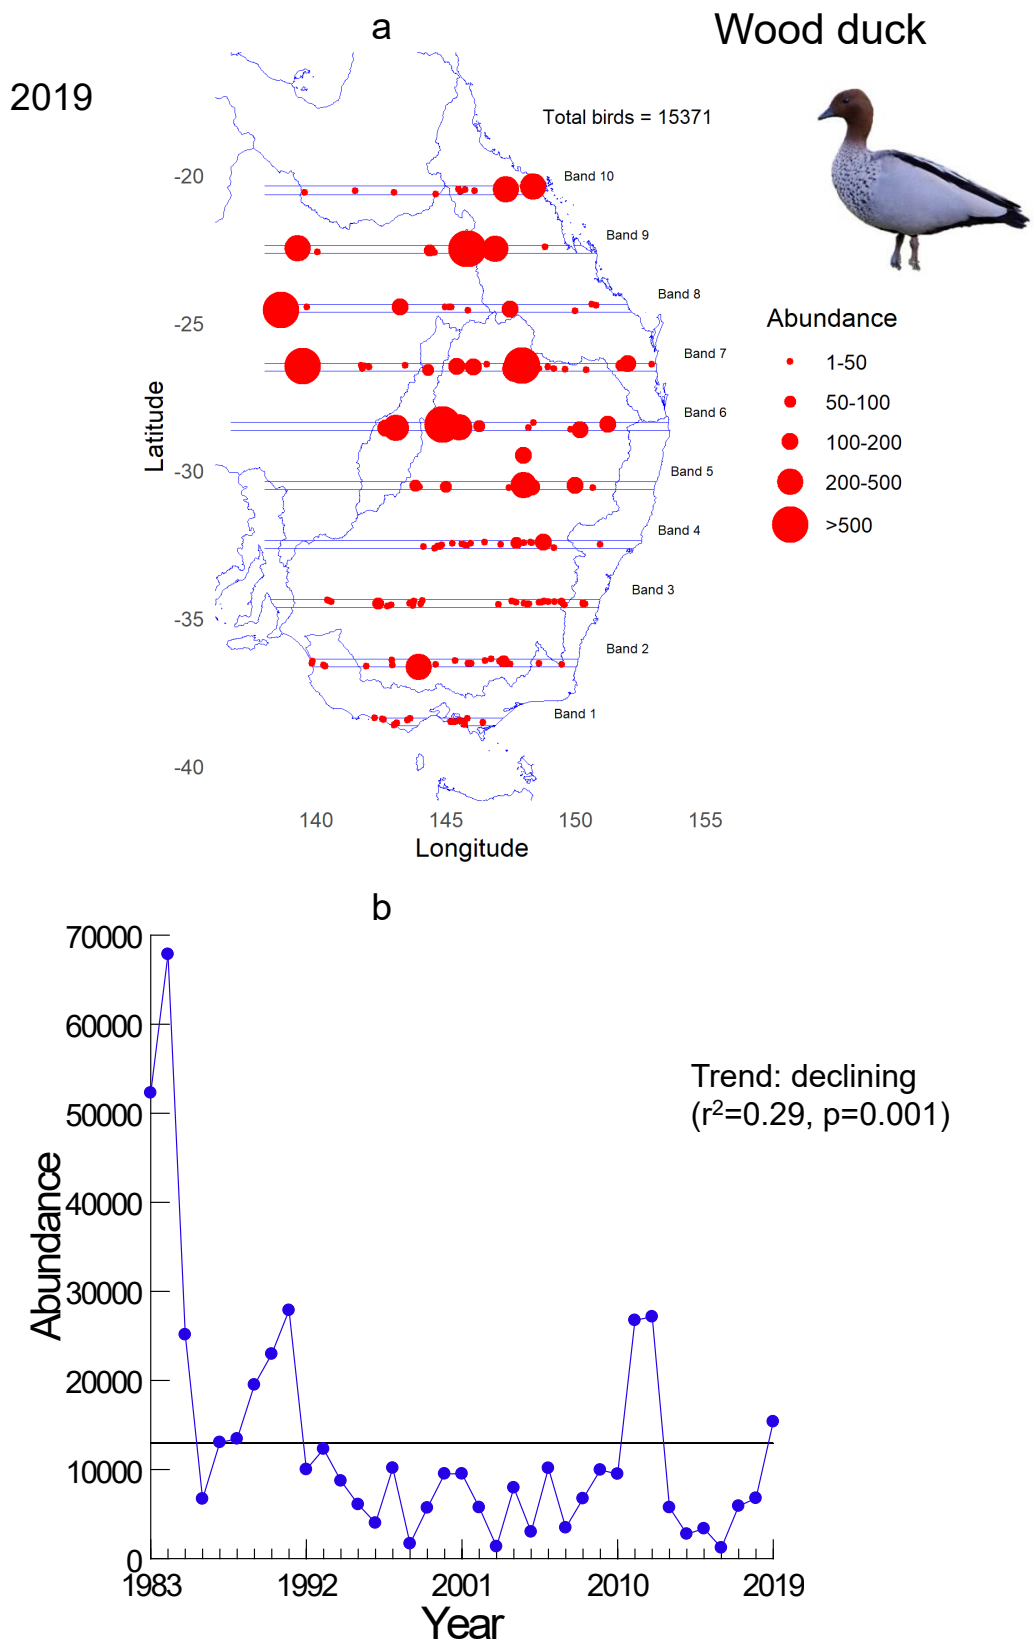 a
Wood duck
2019
Total birds = 15371
-20
-25
-30
-35
-40
Latitude
Band 10
Band 9
Band 8
Band 7
Band 6
Band 5
Band 4
Band 3
Band 2
Band 1
140 145 150 155
Longitude
Abundance
1-50
50-100
100-200
200-500
>500
b
70000
60000
50000
40000
30000
20000
10000
0
Abundance
Trend: declining
(r²=0.29, p=0.001)
1983 1992 2001 2010 2019
Year